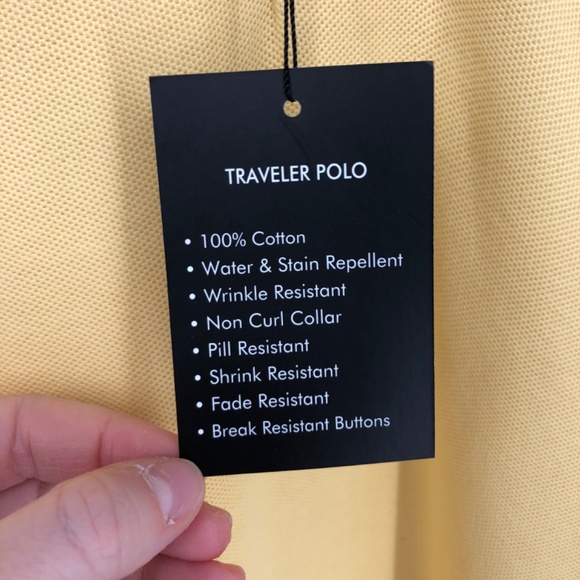 TRAVELER POLO
• 100% Cotton
• Water & Stain Repellent
• Wrinkle Resistant
• Non Curl Collar
• Pill Resistant
• Shrink Resistant
• Fade Resistant
• Break Resistant Buttons